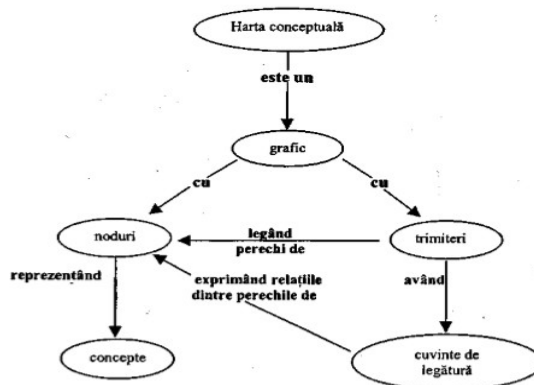 Harta conceptuală
este un
grafic
cu
cu
noduri
legând
perechi de
trimiteri
reprezentând
exprimând relațiile
dintre perechile de
având
concepte
cuvinte de
legătură